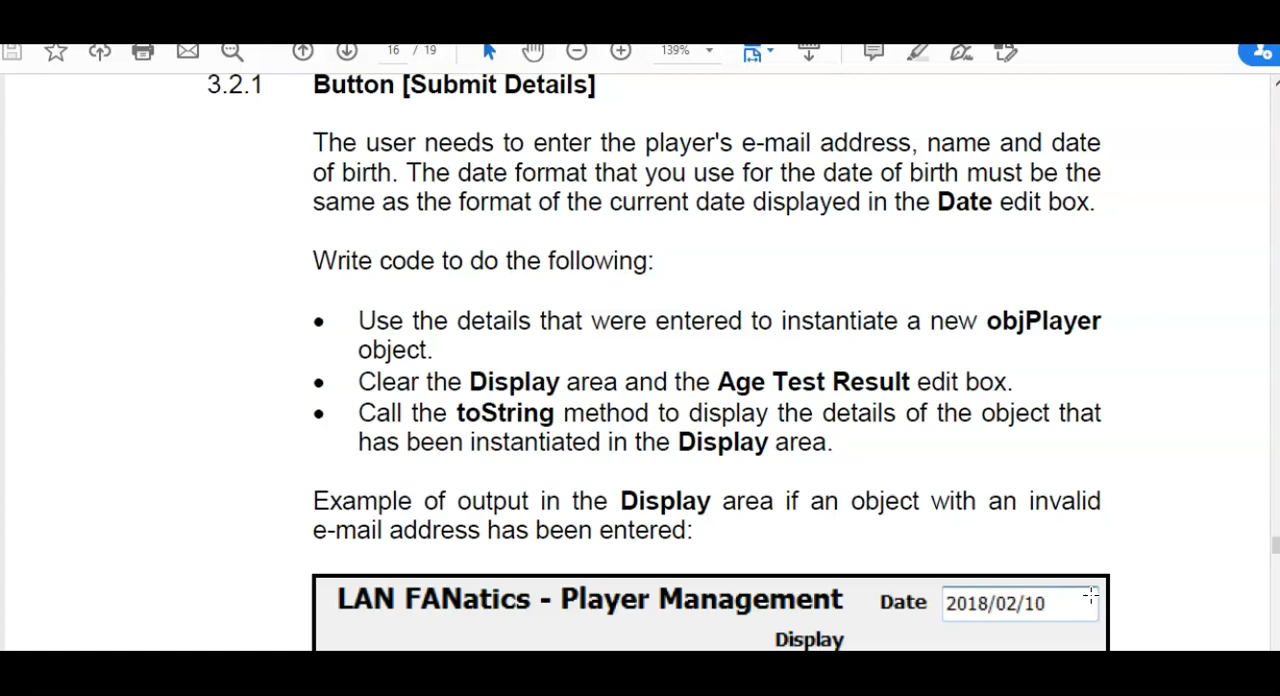 16 / 19
139%
3.2.1 Button [Submit Details]
The user needs to enter the player's e-mail address, name and date
of birth. The date format that you use for the date of birth must be the
same as the format of the current date displayed in the Date edit box.
Write code to do the following:
• Use the details that were entered to instantiate a new objPlayer
object.
• Clear the Display area and the Age Test Result edit box.
• Call the toString method to display the details of the object that
has been instantiated in the Display area.
Example of output in the Display area if an object with an invalid
e-mail address has been entered:
LAN FANatics - Player Management Date 2018/02/10
Display